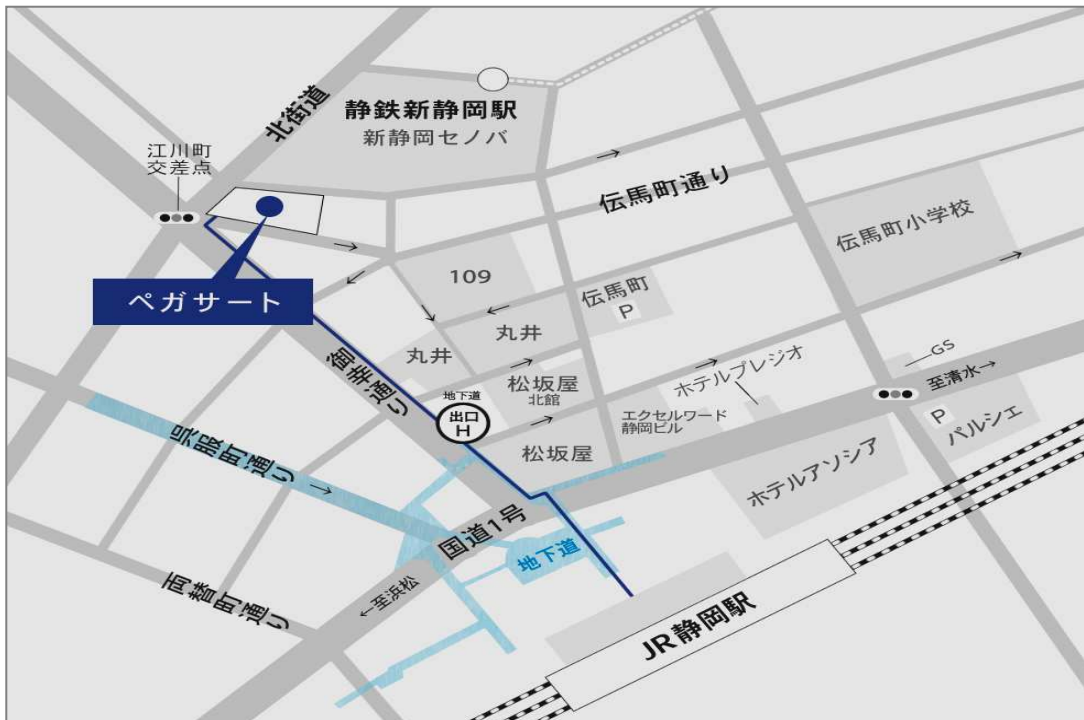 北街道
静鉄新静岡駅
新静岡セノバ
江川町
交差点
伝馬町通り
伝馬町小学校
109
伝馬町
P
ペガサート
丸井
丸井
御幸通り
松坂屋
北館
地下道
出口
H
ホテルプレジオ
GS
至清水→
エクセルワード
静岡ビル
P
パルシェ
呉服町通り
松坂屋
ホテルアソシア
国道1号
地下道
両替町通り
←至浜松
JR静岡駅